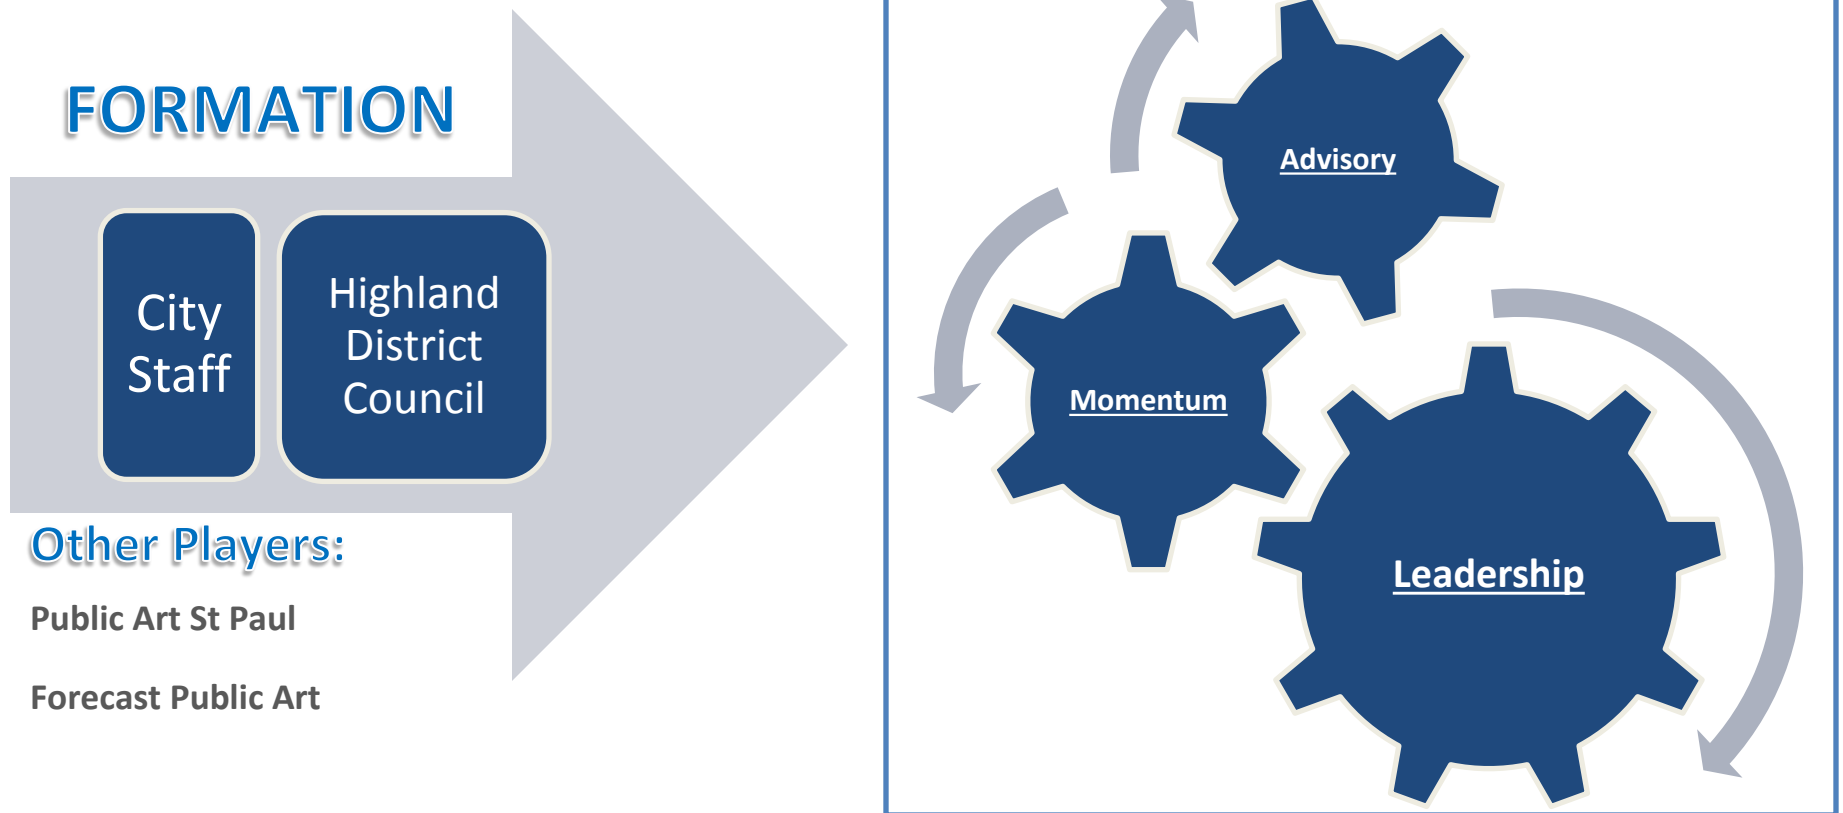 FORMATION
City
Staff
Highland
District
Council
Other Players:
Public Art St Paul
Forecast Public Art
Advisory
Momentum
Leadership